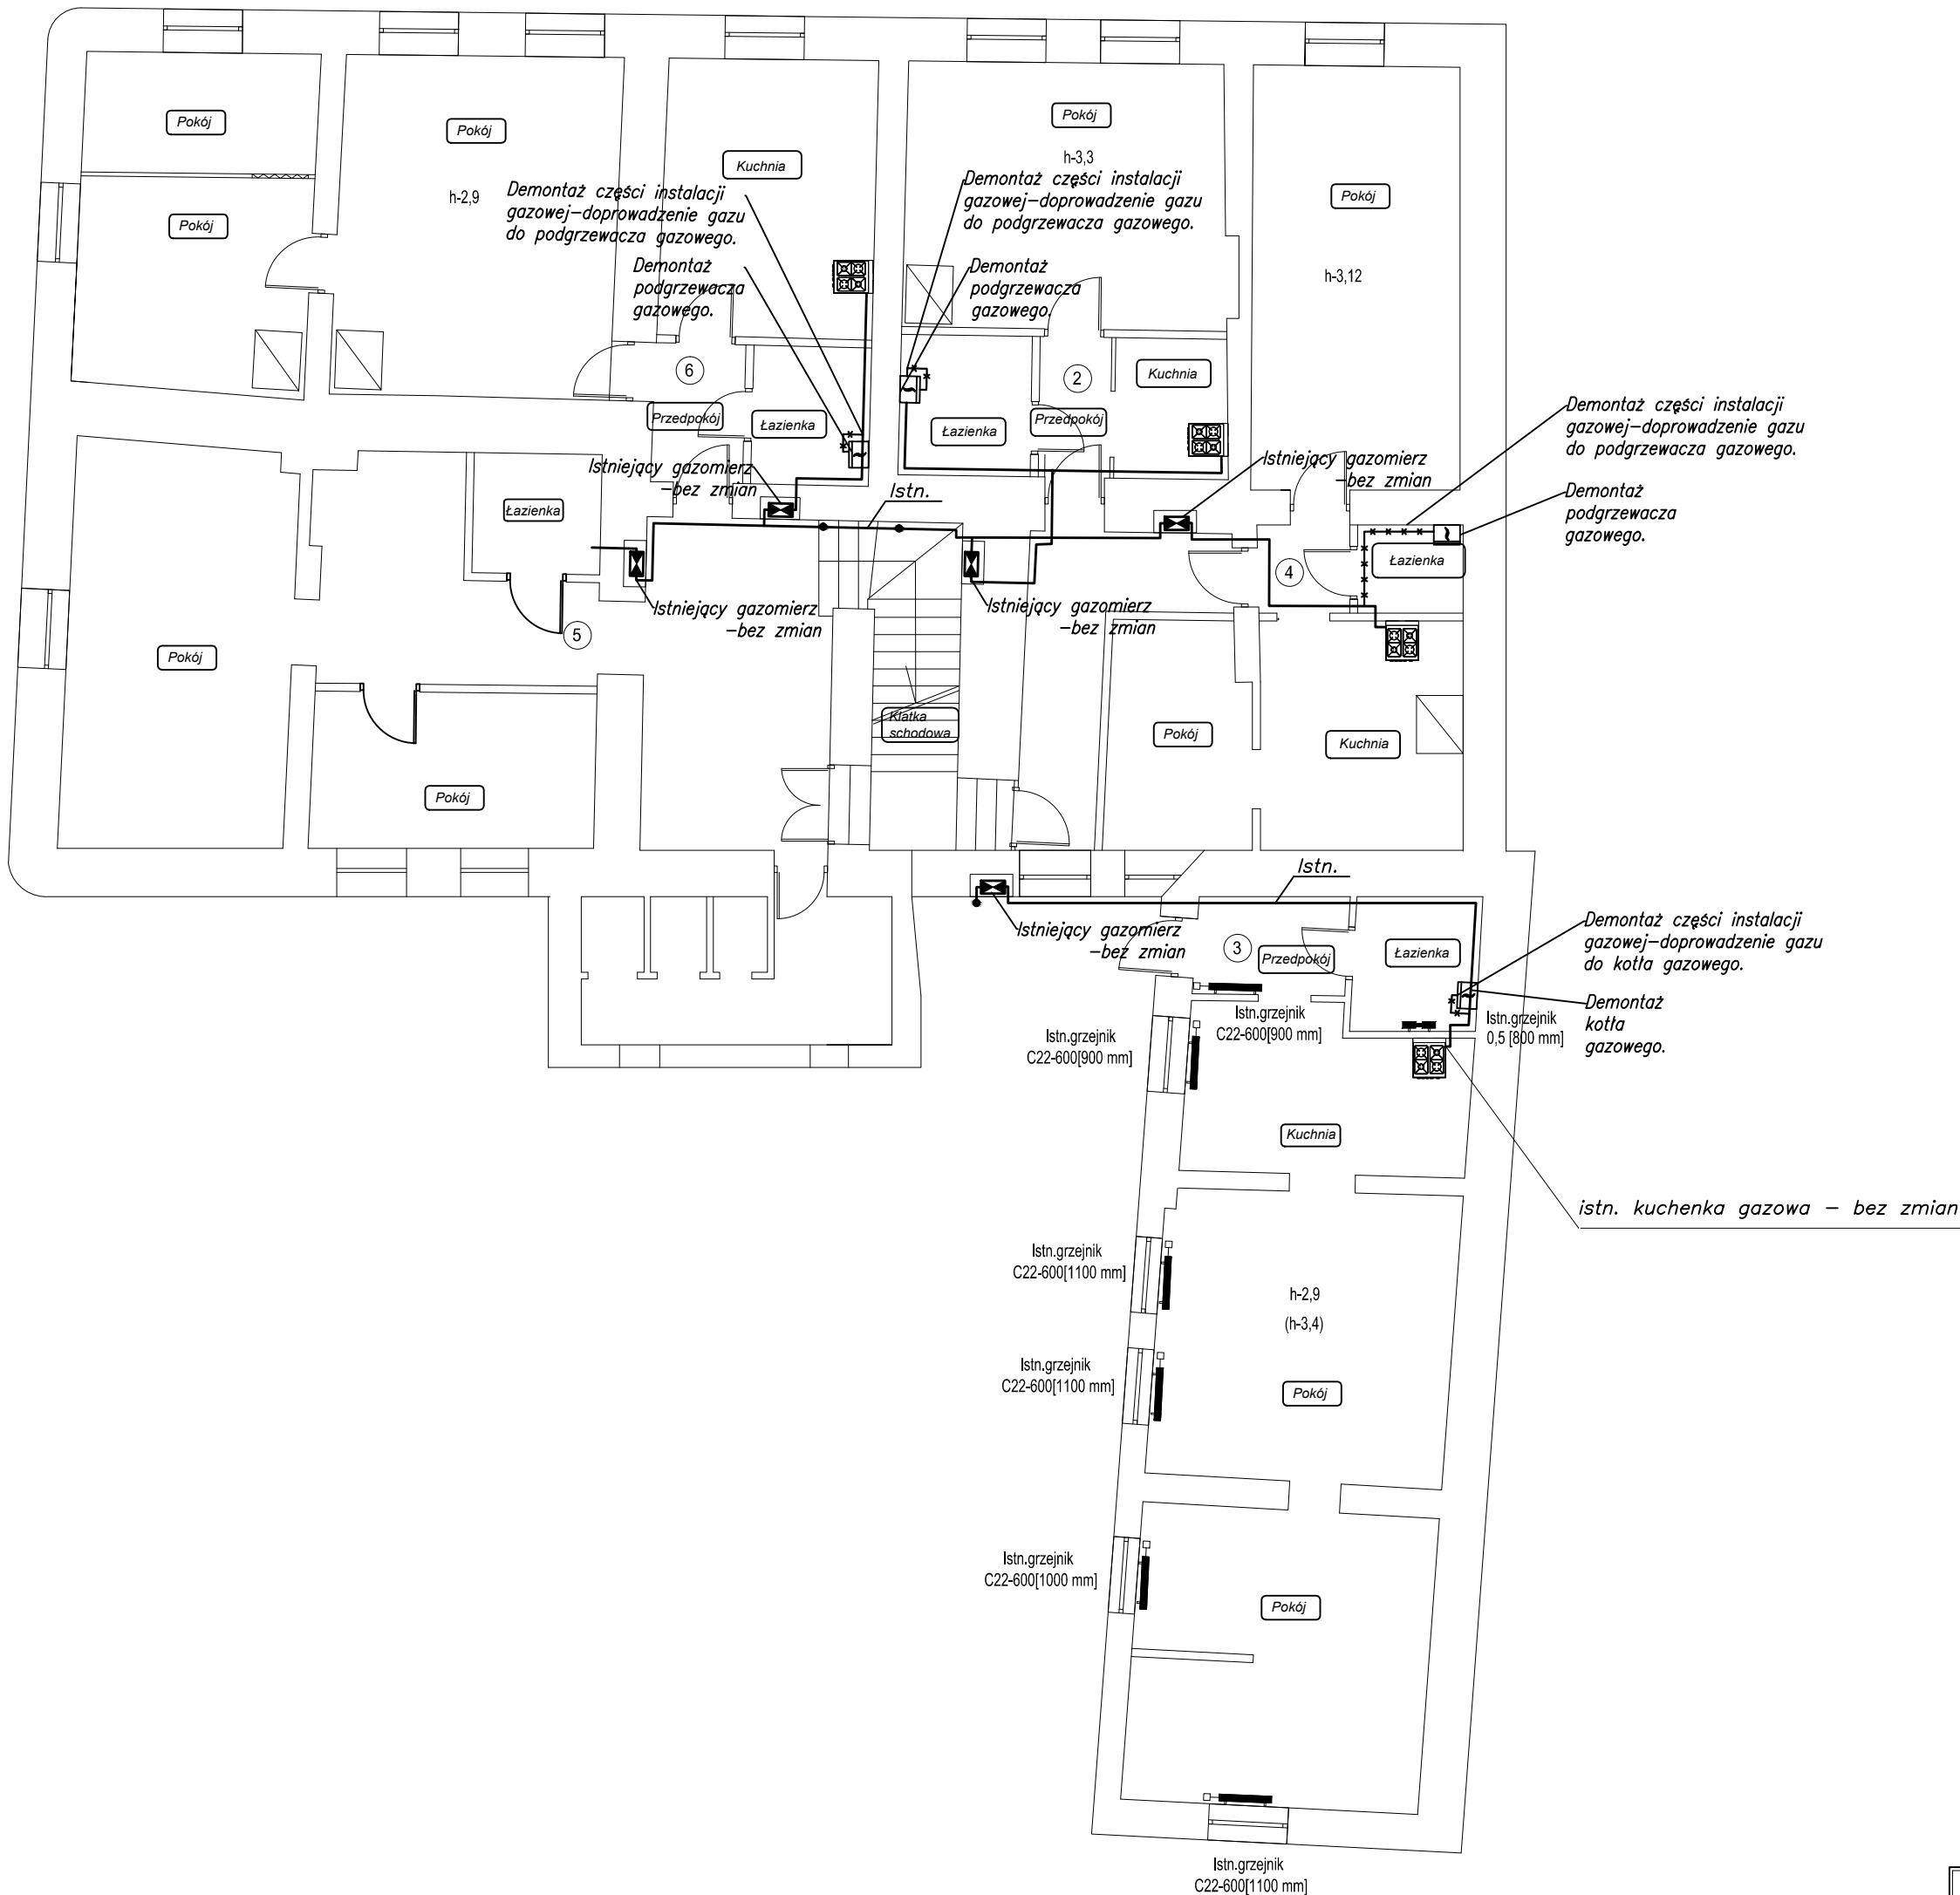 Pokój
Pokój
h-2,9
Pokój
Kuchnia
Demontaż części instalacji
gazowej-doprowadzenie gazu
do podgrzewacza gazowego.
Demontaż
podgrzewacza
gazowego.
Pokój
h-3,3
Demontaż części instalacji
gazowej-doprowadzenie gazu
do podgrzewacza gazowego.
Demontaż
podgrzewacza
gazowego.
Pokój
h-3,12
6
Przedpokój
Łazienka
2
Kuchnia
Łazienka
Przedpokój
Demontaż części instalacji
gazowej-doprowadzenie gazu
do podgrzewacza gazowego.
Demontaż
podgrzewacza
gazowego.
Istniejący gazomierz
-bez zmian
Istn.
Istniejący gazomierz
-bez zmian
Łazienka
Łazienka
4
Istniejący gazomierz
-bez zmian
Istniejący gazomierz
-bez zmian
5
Pokój
Klatka
schodowa
Pokój
Kuchnia
Pokój
Istn.
Istniejący gazomierz
-bez zmian
3
Przedpokój
Łazienka
Demontaż części instalacji
gazowej-doprowadzenie gazu
do kotła gazowego.
Demontaż
kotła
gazowego.
Istn.grzejnik
C22-600[900 mm]
Istn.grzejnik
C22-600[900 mm]
Istn.grzejnik
0,5 [800 mm]
Kuchnia
istn. kuchenka gazowa - bez zmian
Istn.grzejnik
C22-600[1100 mm]
h-2,9
(h-3,4)
Istn.grzejnik
C22-600[1100 mm]
Pokój
Istn.grzejnik
C22-600[1000 mm]
Pokój
Istn.grzejnik
C22-600[1100 mm]